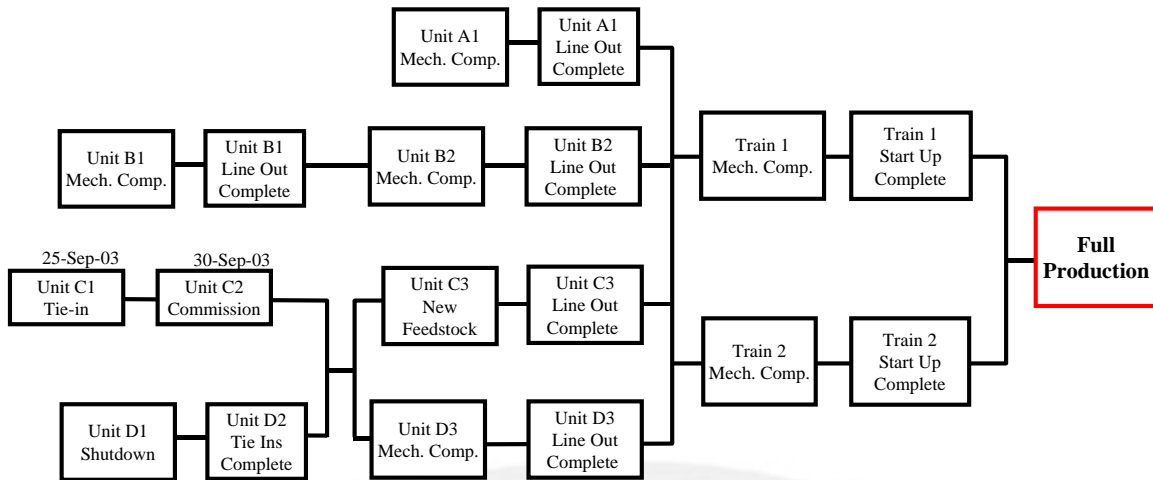 Unit A1
Mech. Comp.
Unit A1
Line Out
Complete
Unit B1
Mech. Comp.
Unit B1
Line Out
Complete
Unit B2
Mech. Comp.
Unit B2
Line Out
Complete
Train 1
Mech. Comp.
Train 1
Start Up
Complete
Full
Production
25-Sep-03
Unit C1
Tie-in
30-Sep-03
Unit C2
Commission
Unit C3
New
Feedstock
Unit C3
Line Out
Complete
Train 2
Mech. Comp.
Train 2
Start Up
Complete
Unit D1
Shutdown
Unit D2
Tie Ins
Complete
Unit D3
Mech. Comp.
Unit D3
Line Out
Complete